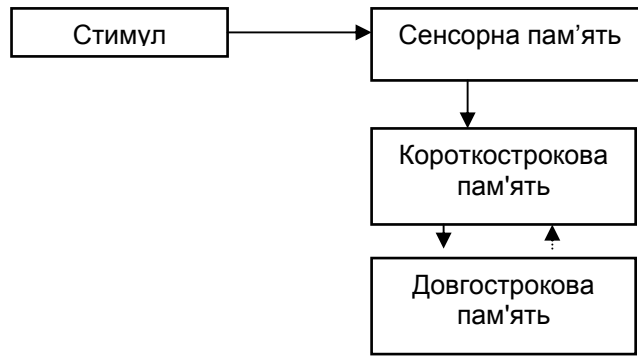 Стимул
Сенсорна пам’ять
Короткострокова
пам'ять
Довгострокова
пам'ять